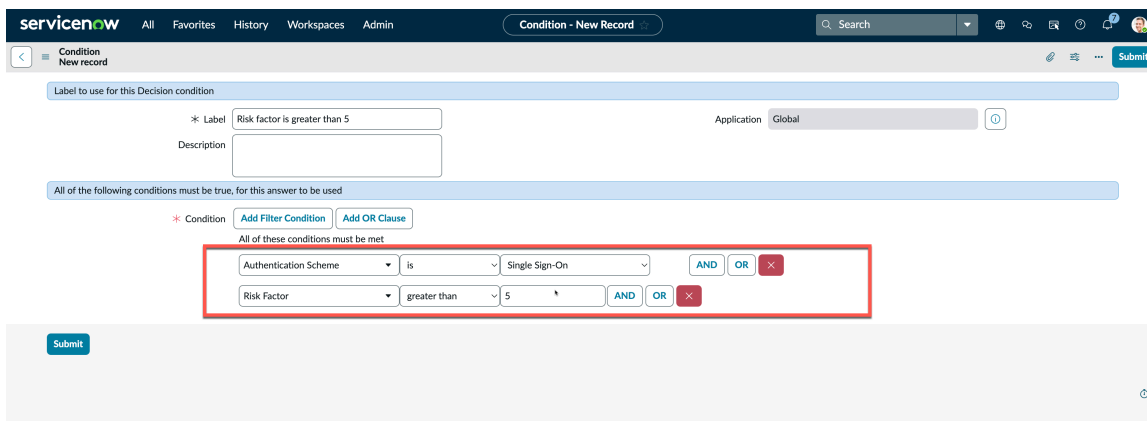 servicenow All Favorites History Workspaces Admin Condition - New Record Search 7
Condition
New record
Submit
Label to use for this Decision condition
Label Risk factor is greater than 5 Application Global
Description
All of the following conditions must be true, for this answer to be used
Condition Add Filter Condition Add OR Clause
All of these conditions must be met
Authentication Scheme is Single Sign-On AND OR
Risk Factor greater than 5 AND OR
Submit